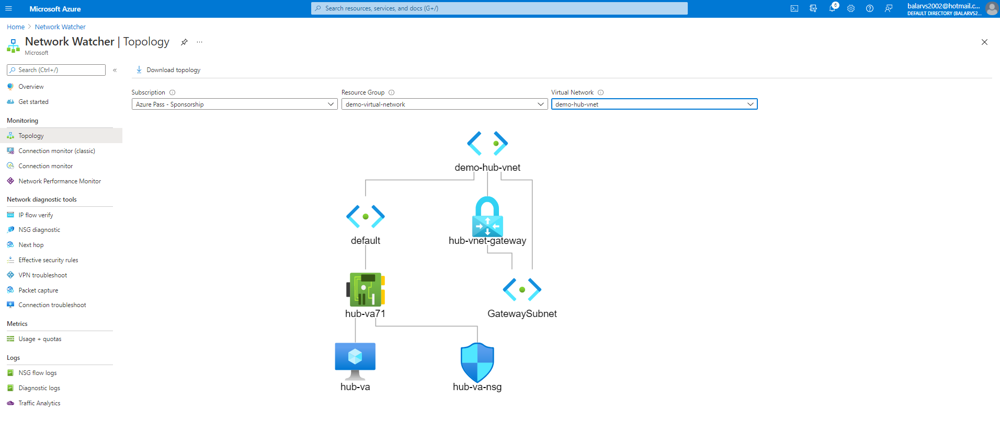 Microsoft Azure
Search resources, services, and docs (G+/)
6
balarvs2002@hotmail.c...
DEFAULT DIRECTORY (BALARVS2...
Home > Network Watcher
Network Watcher | Topology
Microsoft
Search (Ctrl+/)
Overview
Get started
Monitoring
Topology
Connection monitor (classic)
Connection monitor
Network Performance Monitor
Network diagnostic tools
IP flow verify
NSG diagnostic
Next hop
Effective security rules
VPN troubleshoot
Packet capture
Connection troubleshoot
Metrics
Usage + quotas
Logs
NSG flow logs
Diagnostic logs
Traffic Analytics
Download topology
Subscription
Azure Pass - Sponsorship
Resource Group
demo-virtual-network
Virtual Network
demo-hub-vnet
demo-hub-vnet
default
hub-vnet-gateway
hub-va71
GatewaySubnet
hub-va
hub-va-nsg